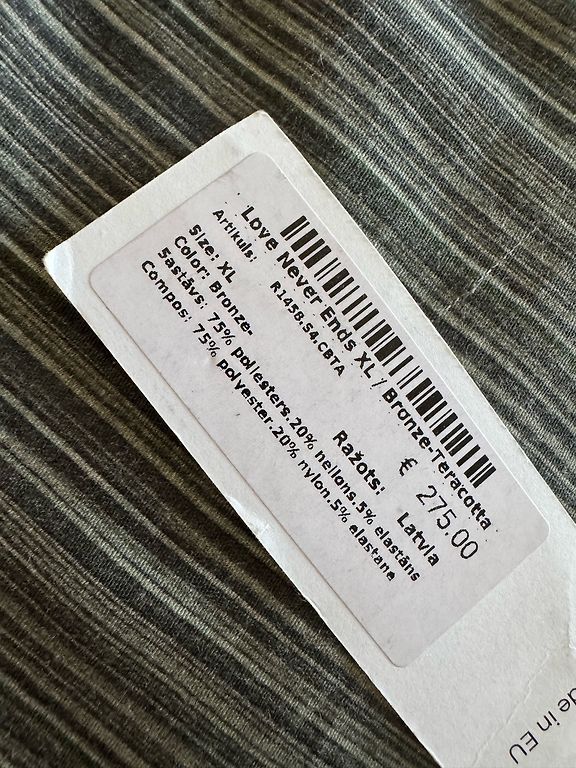 Love Never Ends XL / Bronze-Teracotta
Artikuls: R1458.S4.CBTA
€ 275.00
Size: XL
Ražots: Latvia
Color: Bronze-
Sastāvs: 75% poliesters.20% neilons.5% elastāns
Compos: 75% polyester.20% nylon.5% elastane
in EU